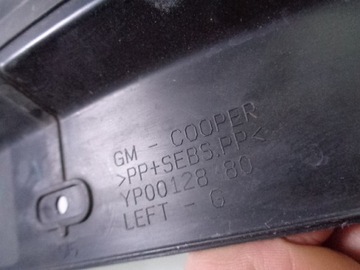 GM - COOPER
>PP+SEBS.PP<
YP00128 80
LEFT - G